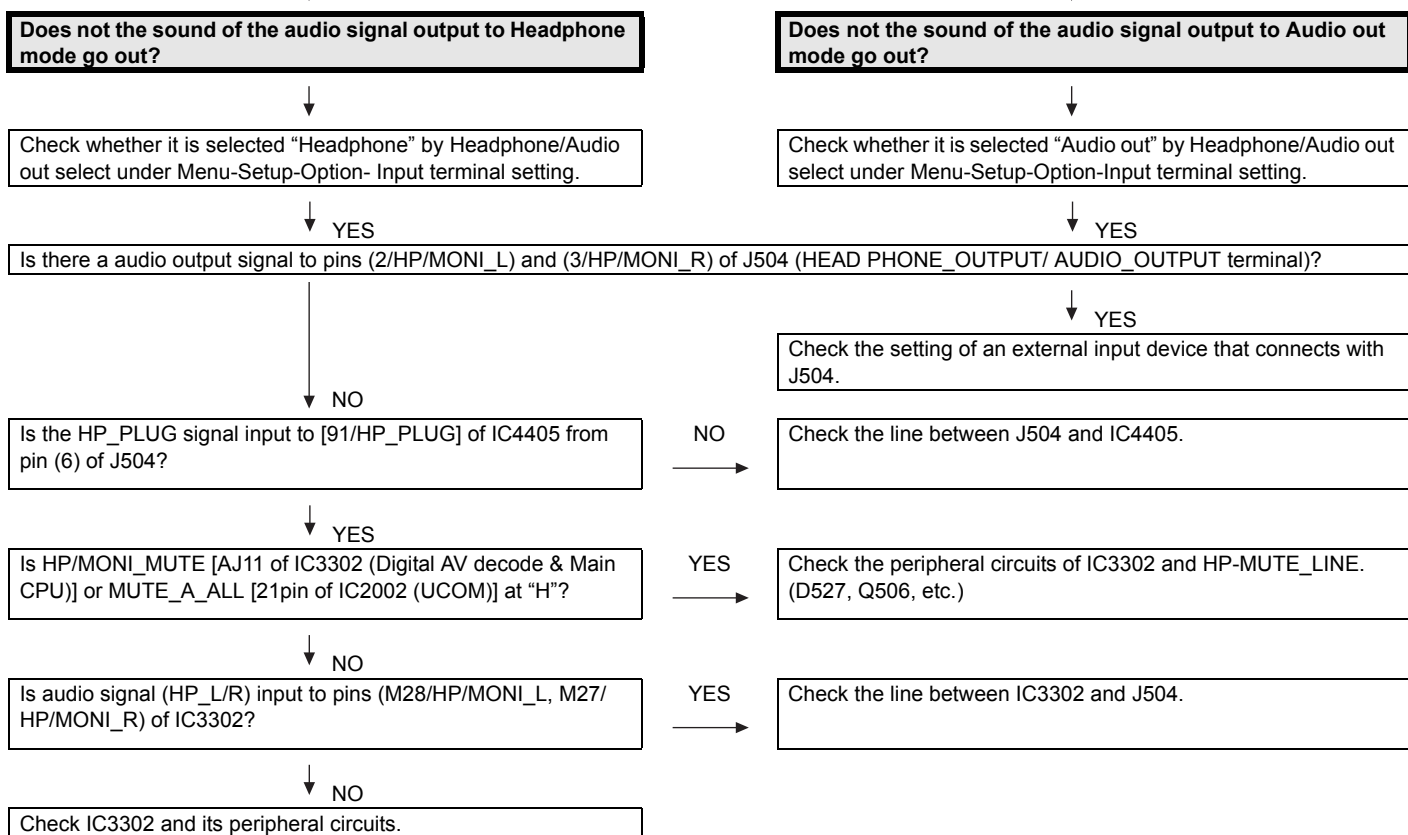 Does not the sound of the audio signal output to Headphone
mode go out?
Does not the sound of the audio signal output to Audio out
mode go out?
Check whether it is selected “Headphone” by Headphone/Audio
out select under Menu-Setup-Option- Input terminal setting.
Check whether it is selected “Audio out” by Headphone/Audio out
select under Menu-Setup-Option-Input terminal setting.
YES
YES
Is there a audio output signal to pins (2/HP/MONI_L) and (3/HP/MONI_R) of J504 (HEAD PHONE_OUTPUT/ AUDIO_OUTPUT terminal)?
YES
Check the setting of an external input device that connects with
J504.
NO
Is the HP_PLUG signal input to [91/HP_PLUG] of IC4405 from
pin (6) of J504?
NO
Check the line between J504 and IC4405.
YES
Is HP/MONI_MUTE [AJ11 of IC3302 (Digital AV decode & Main
CPU)] or MUTE_A_ALL [21pin of IC2002 (UCOM)] at “H”?
YES
Check the peripheral circuits of IC3302 and HP-MUTE_LINE.
(D527, Q506, etc.)
NO
Is audio signal (HP_L/R) input to pins (M28/HP/MONI_L, M27/
HP/MONI_R) of IC3302?
YES
Check the line between IC3302 and J504.
NO
Check IC3302 and its peripheral circuits.